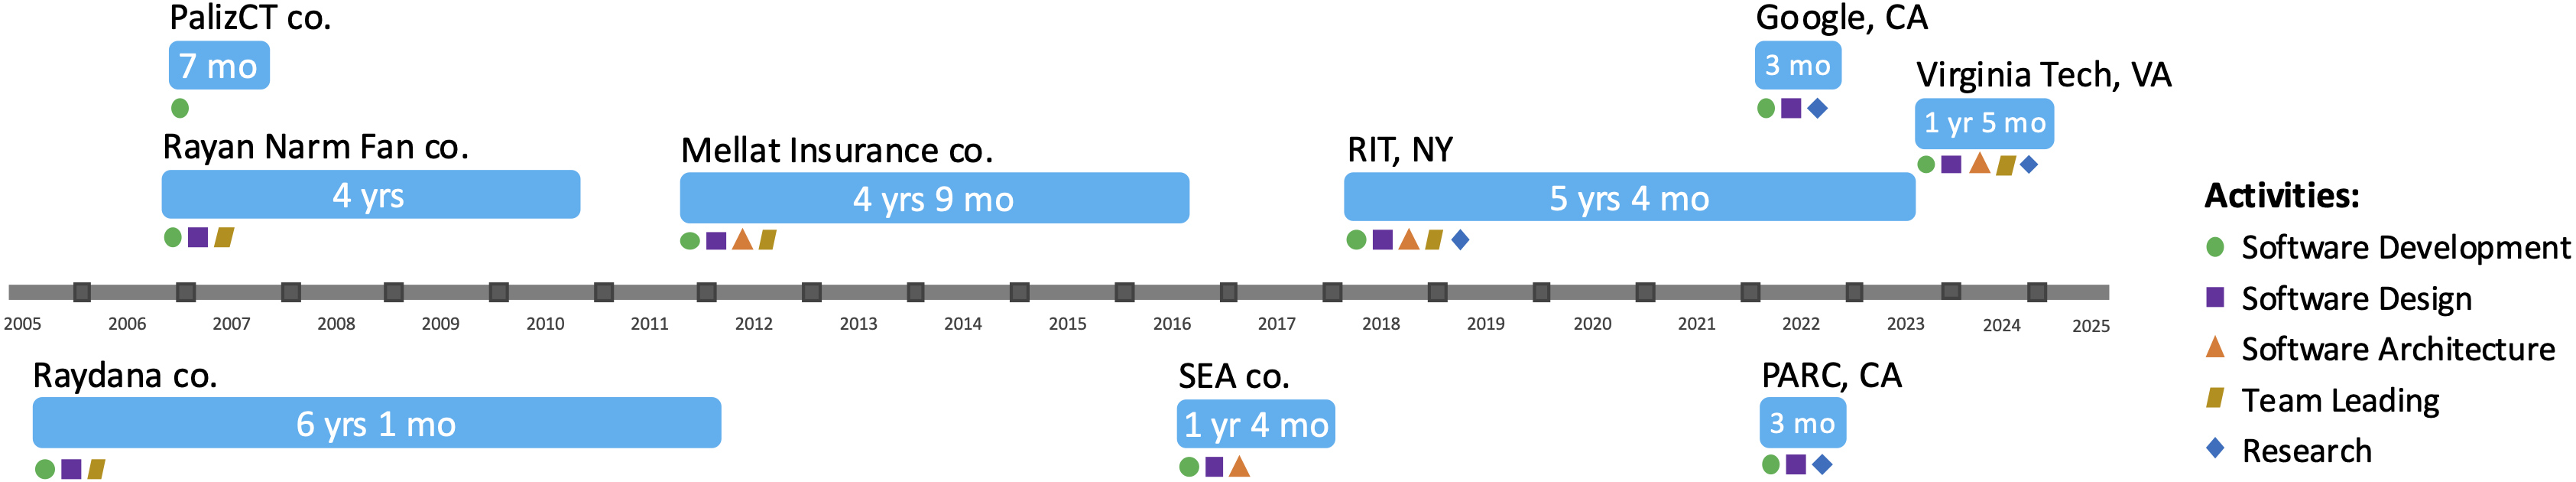 PalizCT co.
7 mo
Google, CA
3 mo
Virginia Tech, VA
1 yr 5 mo
Rayan Narm Fan co.
4 yrs
Mellat Insurance co.
4 yrs 9 mo
RIT, NY
5 yrs 4 mo
2005 2006 2007 2008 2009 2010 2011 2012 2013 2014 2015 2016 2017 2018 2019 2020 2021 2022 2023 2024 2025
Raydana co.
6 yrs 1 mo
SEA co.
1 yr 4 mo
PARC, CA
3 mo
Activities:
Software Development
Software Design
Software Architecture
Team Leading
Research